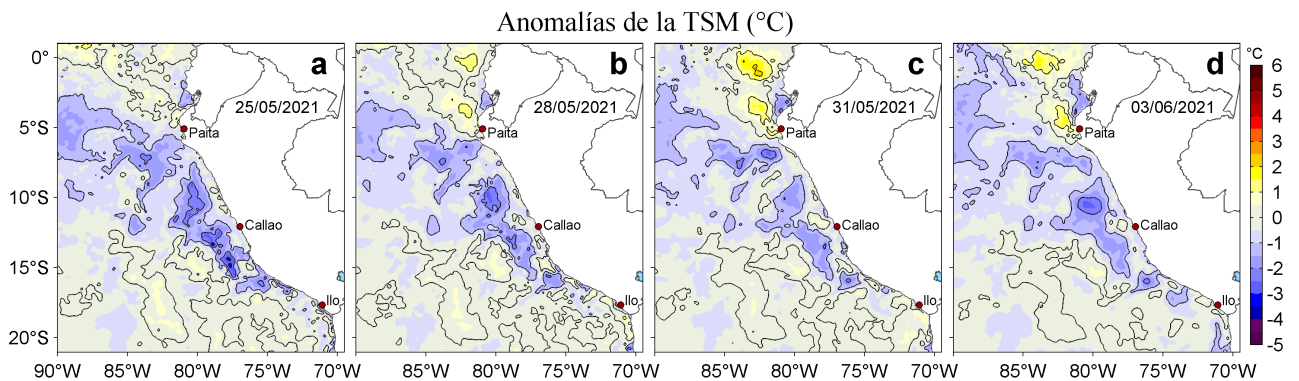 Anomalías de la TSM (°C)
a
25/05/2021
Paita
Callao
Ilo
b
28/05/2021
Paita
Callao
Ilo
c
31/05/2021
Paita
Callao
Ilo
d
03/06/2021
Paita
Callao
Ilo
0°
5°S
10°S
15°S
20°S
90°W 85°W 80°W 75°W 70°W 85°W 80°W 75°W 70°W 85°W 80°W 75°W 70°W 85°W 80°W 75°W 70°W
°C
6
5
4
3
2
1
0
-1
-2
-3
-4
-5